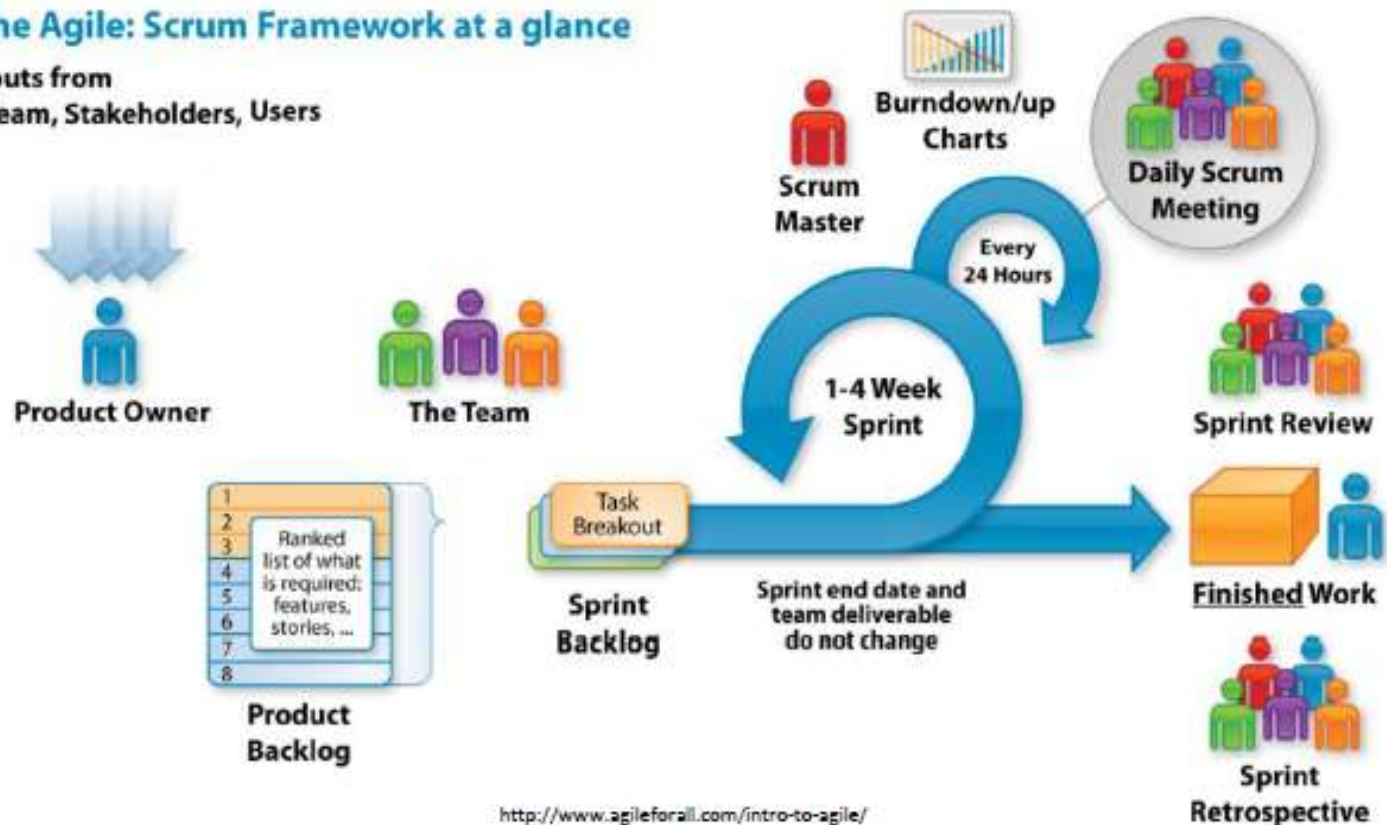 ne Agile: Scrum Framework at a glance
puts from
eam, Stakeholders, Users
Burndown/up
Charts
Scrum
Master
Daily Scrum
Meeting
Every
24 Hours
Product Owner
The Team
1-4 Week
Sprint
Sprint Review
1
2
3
4
5
6
7
8
Ranked
list of what
is required:
features,
stories, ...
Product
Backlog
Task
Breakout
Sprint
Backlog
Sprint end date and
team deliverable
do not change
Finished Work
Sprint
Retrospective
http://www.agileforall.com/intro-to-agile/